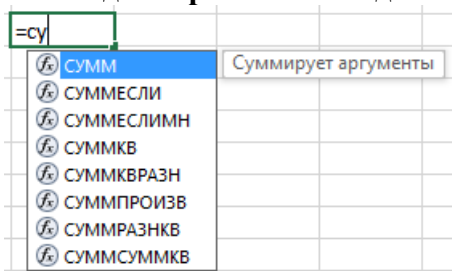 =су
СУММ
Суммирует аргументы
СУММЕСЛИ
СУММЕСЛИМН
СУММКВ
СУММКВРАЗН
СУММПРОИЗВ
СУММРАЗНКВ
СУММСУММКВ